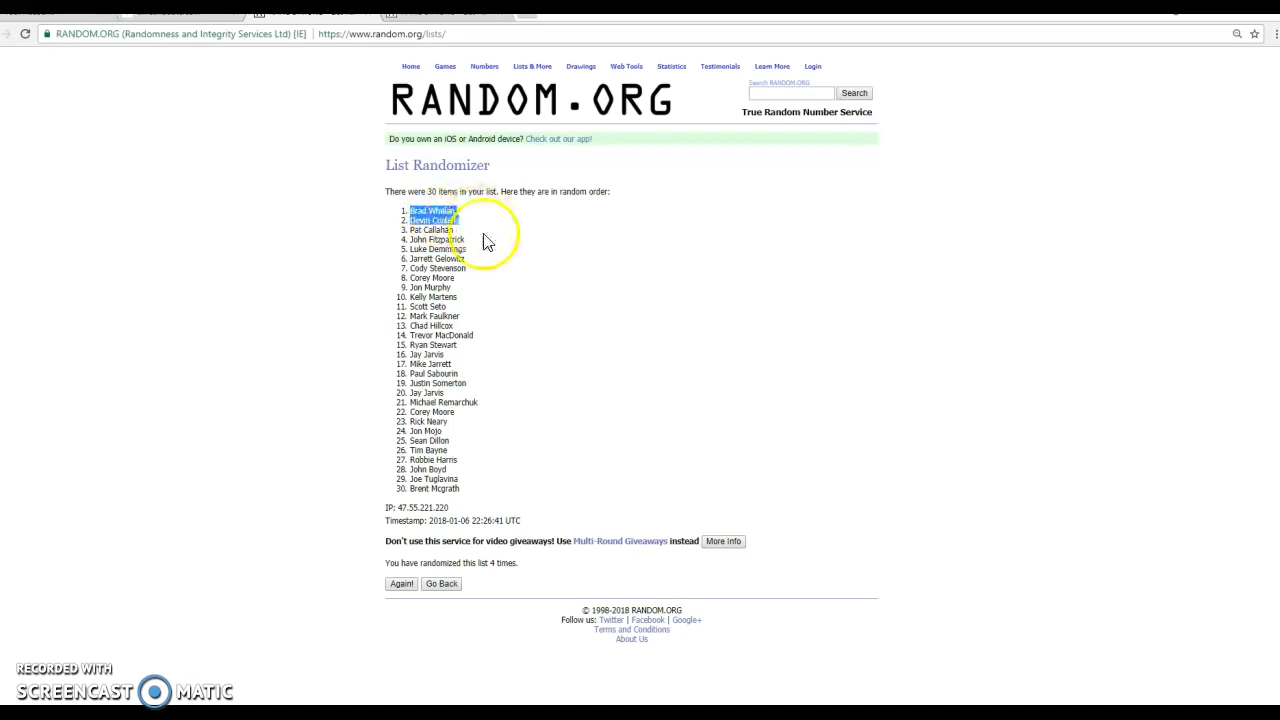 RANDOM.ORG (Randomness and Integrity Services Ltd) [IE] https://www.random.org/lists/
Home Games Numbers Lists & More Drawings Web Tools Statistics Testimonials Learn More Login
RANDOM.ORG
Search RANDOM.ORG
Search
True Random Number Service
Do you own an iOS or Android device? Check out our app!
List Randomizer
There were 30 items in your list. Here they are in random order:
1. Brad
2. Devin
3. Pat Callahan
4. John Fitzpatrick
5. Luke Demmings
6. Jarrett Gelowitz
7. Cody Stevenson
8. Corey Moore
9. Jon Murphy
10. Kelly Martens
11. Scott Seto
12. Mark Faulkner
13. Chad Hillcox
14. Trevor MacDonald
15. Ryan Stewart
16. Jay Jarvis
17. Mike Jarrett
18. Paul Sabourin
19. Justin Somerton
20. Jay Jarvis
21. Michael Remarchuk
22. Corey Moore
23. Rick Neary
24. Jon Mojo
25. Sean Dillon
26. Tim Bayne
27. Robbie Harris
28. John Boyd
29. Joe Tuglavina
30. Brent Mcgrath
IP: 47.55.221.220
Timestamp: 2018-01-06 22:26:41 UTC
Don't use this service for video giveaways! Use Multi-Round Giveaways instead More Info
You have randomized this list 4 times.
Again! Go Back
© 1998-2018 RANDOM.ORG
Follow us: Twitter | Facebook | Google+
Terms and Conditions
About Us
RECORDED WITH
SCREENCAST MATIC